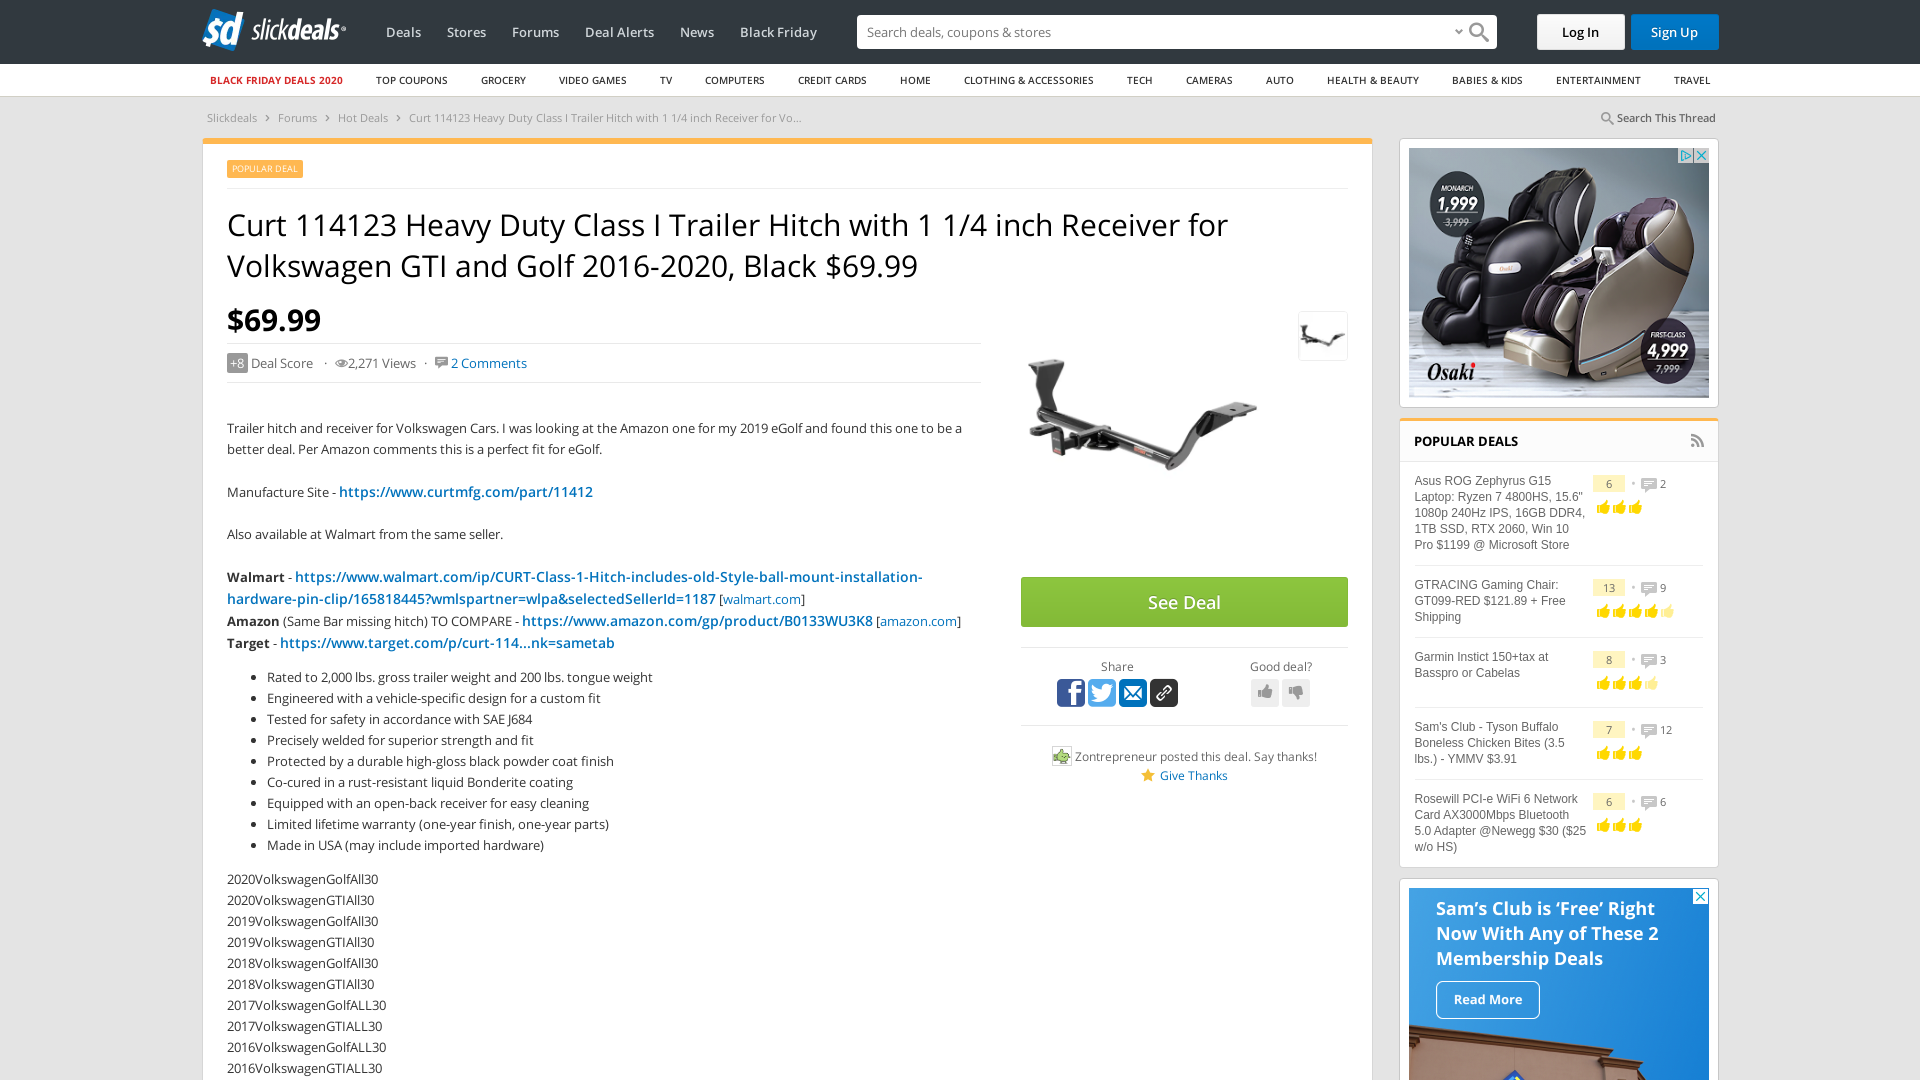 slickdeals
Deals
Stores
Forums
Deal Alerts
News
Black Friday
Search deals, coupons & stores
Log In
Sign Up
BLACK FRIDAY DEALS 2020
TOP COUPONS
GROCERY
VIDEO GAMES
TV
COMPUTERS
CREDIT CARDS
HOME
CLOTHING & ACCESSORIES
TECH
CAMERAS
AUTO
HEALTH & BEAUTY
BABIES & KIDS
ENTERTAINMENT
TRAVEL
Slickdeals › Forums › Hot Deals › Curt 114123 Heavy Duty Class I Trailer Hitch with 1 1/4 inch Receiver for Vo...
Search This Thread
POPULAR DEAL
Curt 114123 Heavy Duty Class I Trailer Hitch with 1 1/4 inch Receiver for
Volkswagen GTI and Golf 2016-2020, Black $69.99
$69.99
+8 Deal Score · 2,271 Views · 2 Comments
Trailer hitch and receiver for Volkswagen Cars. I was looking at the Amazon one for my 2019 eGolf and found this one to be a
better deal. Per Amazon comments this is a perfect fit for eGolf.
Manufacture Site - https://www.curtmfg.com/part/11412
Also available at Walmart from the same seller.
Walmart - https://www.walmart.com/ip/CURT-Class-1-Hitch-includes-old-Style-ball-mount-installation-
hardware-pin-clip/165818445?wmlspartner=wlpa&selectedSellerId=1187 [walmart.com]
Amazon (Same Bar missing hitch) TO COMPARE - https://www.amazon.com/gp/product/B0133WU3K8 [amazon.com]
Target - https://www.target.com/p/curt-114...nk=sametab
• Rated to 2,000 lbs. gross trailer weight and 200 lbs. tongue weight
• Engineered with a vehicle-specific design for a custom fit
• Tested for safety in accordance with SAE J684
• Precisely welded for superior strength and fit
• Protected by a durable high-gloss black powder coat finish
• Co-cured in a rust-resistant liquid Bonderite coating
• Equipped with an open-back receiver for easy cleaning
• Limited lifetime warranty (one-year finish, one-year parts)
• Made in USA (may include imported hardware)
2020VolkswagenGolfAll30
2020VolkswagenGTIAll30
2019VolkswagenGolfAll30
2019VolkswagenGTIAll30
2018VolkswagenGolfAll30
2018VolkswagenGTIAll30
2017VolkswagenGolfALL30
2017VolkswagenGTIALL30
2016VolkswagenGolfALL30
2016VolkswagenGTIALL30
See Deal
Share
Good deal?
Zontrepreneur posted this deal. Say thanks!
Give Thanks
MONARCH
1,999
3,999
FIRST-CLASS
4,999
7,999
Osaki
POPULAR DEALS
Asus ROG Zephyrus G15
Laptop: Ryzen 7 4800HS, 15.6"
1080p 240Hz IPS, 16GB DDR4,
1TB SSD, RTX 2060, Win 10
Pro $1199 @ Microsoft Store
6 • 2
GTRACING Gaming Chair:
GT099-RED $121.89 + Free
Shipping
13 • 9
Garmin Instict 150+tax at
Basspro or Cabelas
8 • 3
Sam's Club - Tyson Buffalo
Boneless Chicken Bites (3.5
lbs.) - YMMV $3.91
7 • 12
Rosewill PCI-e WiFi 6 Network
Card AX3000Mbps Bluetooth
5.0 Adapter @Newegg $30 ($25
w/o HS)
6 • 6
Sam's Club is 'Free' Right
Now With Any of These 2
Membership Deals
Read More